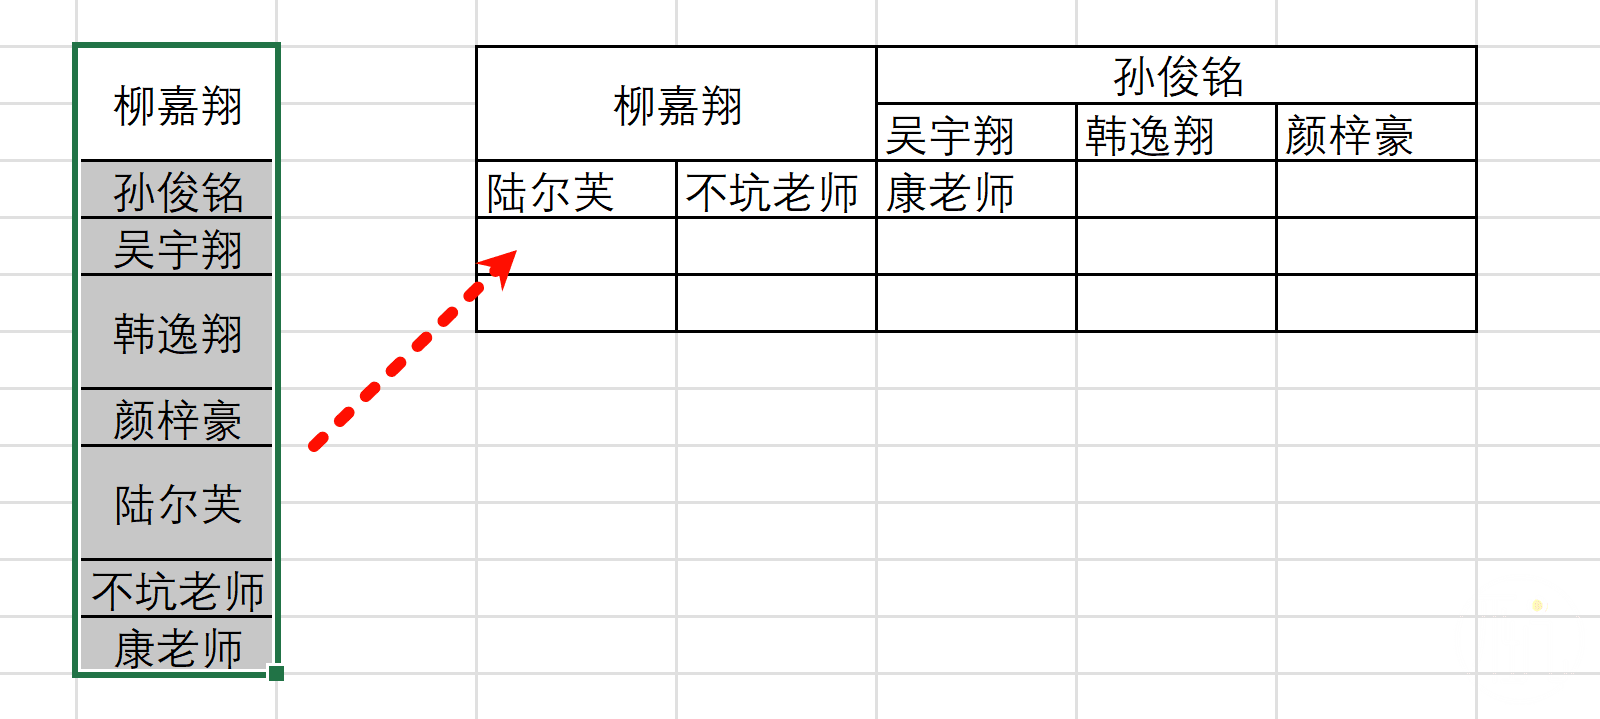 柳嘉翔
孙俊铭
吴宇翔
韩逸翔
颜梓豪
陆尔芙
不坑老师
康老师
柳嘉翔
孙俊铭
吴宇翔 韩逸翔 颜梓豪
陆尔芙 不坑老师 康老师